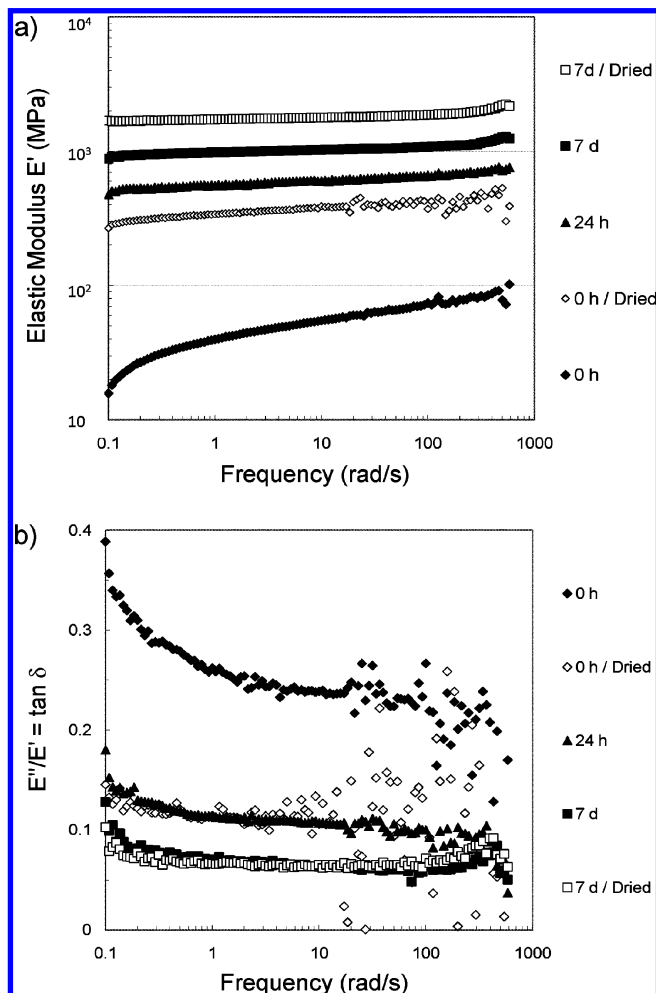 a)
10⁴
10³
10²
10
Elastic Modulus E' (MPa)
0.1 1 10 100 1000
Frequency (rad/s)
7d / Dried
7 d
24 h
0 h / Dried
0 h
b)
0.4
0.3
0.2
0.1
0
E''/E' = tan δ
0.1 1 10 100 1000
Frequency (rad/s)
0 h
0 h / Dried
24 h
7 d
7 d / Dried